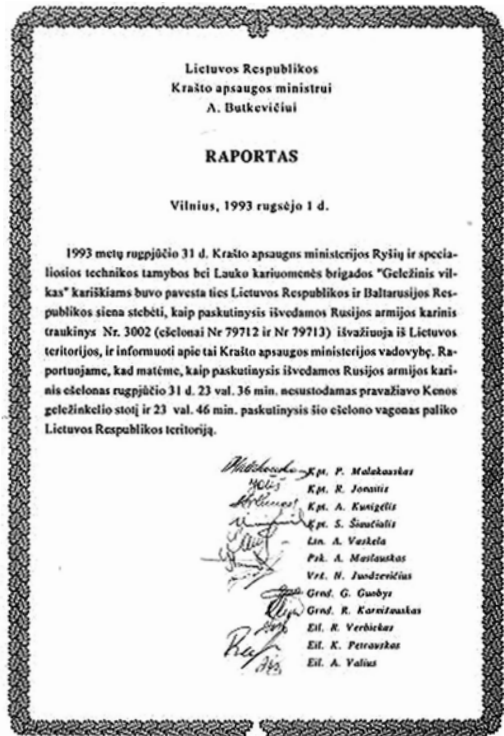 Lietuvos Respublikos
Krašto apsaugos ministrui
A. Butkevičiui
RAPORTAS
Vilnius, 1993 rugsėjo 1 d.
1993 metų rugpjūčio 31 d. Krašto apsaugos ministerijos Ryšių ir specia-
liosios technikos tarnybos bei Lauko kariuomenės brigados "Geležinis vil-
kas" kariškiams buvo pavesta ties Lietuvos Respublikos ir Baltarusijos Res-
publikos siena stebėti, kaip paskutinysis išvedamos Rusijos armijos karinis
traukinys Nr. 3002 (ešelonai Nr 79712 ir Nr 79713) išvažiuoja iš Lietuvos
teritorijos, ir informuoti apie tai Krašto apsaugos ministerijos vadovybę. Ra-
portuojame, kad matėme, kaip paskutinysis išvedamos Rusijos armijos kari-
nis ešelonas rugpjūčio 31 d. 23 val. 36 min. nesustodamas pravažiavo Kenos
geležinkelio stotį ir 23 val. 46 min. paskutinysis šio ešelono vagonas paliko
Lietuvos Respublikos teritoriją.
Kpt. P. Malakauskas
Kpt. R. Jonaitis
Kpt. A. Kunigėlis
Kpt. S. Šiaučiulis
Ltn. A. Vaškela
Psk. A. Maslauskas
Vrt. N. Juodzevičius
Grnd. G. Guobys
Grnd. R. Karnišauskas
Eil. R. Verbickas
Eil. K. Petrauskas
Eil. A. Valius